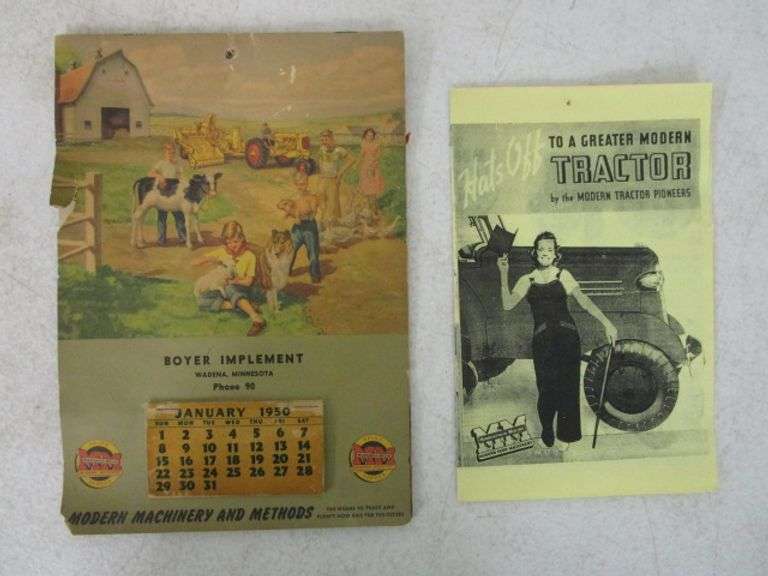 BOYER IMPLEMENT
WADENA, MINNESOTA
Phone 90
JANUARY 1950
SUN MON TUE WED THU FRI SAT
1 2 3 4 5 6 7
8 9 10 11 12 13 14
15 16 17 18 19 20 21
22 23 24 25 26 27 28
29 30 31
MODERN MACHINERY AND METHODS
Hats Off
TO A GREATER MODERN
TRACTOR
by the MODERN TRACTOR PIONEERS